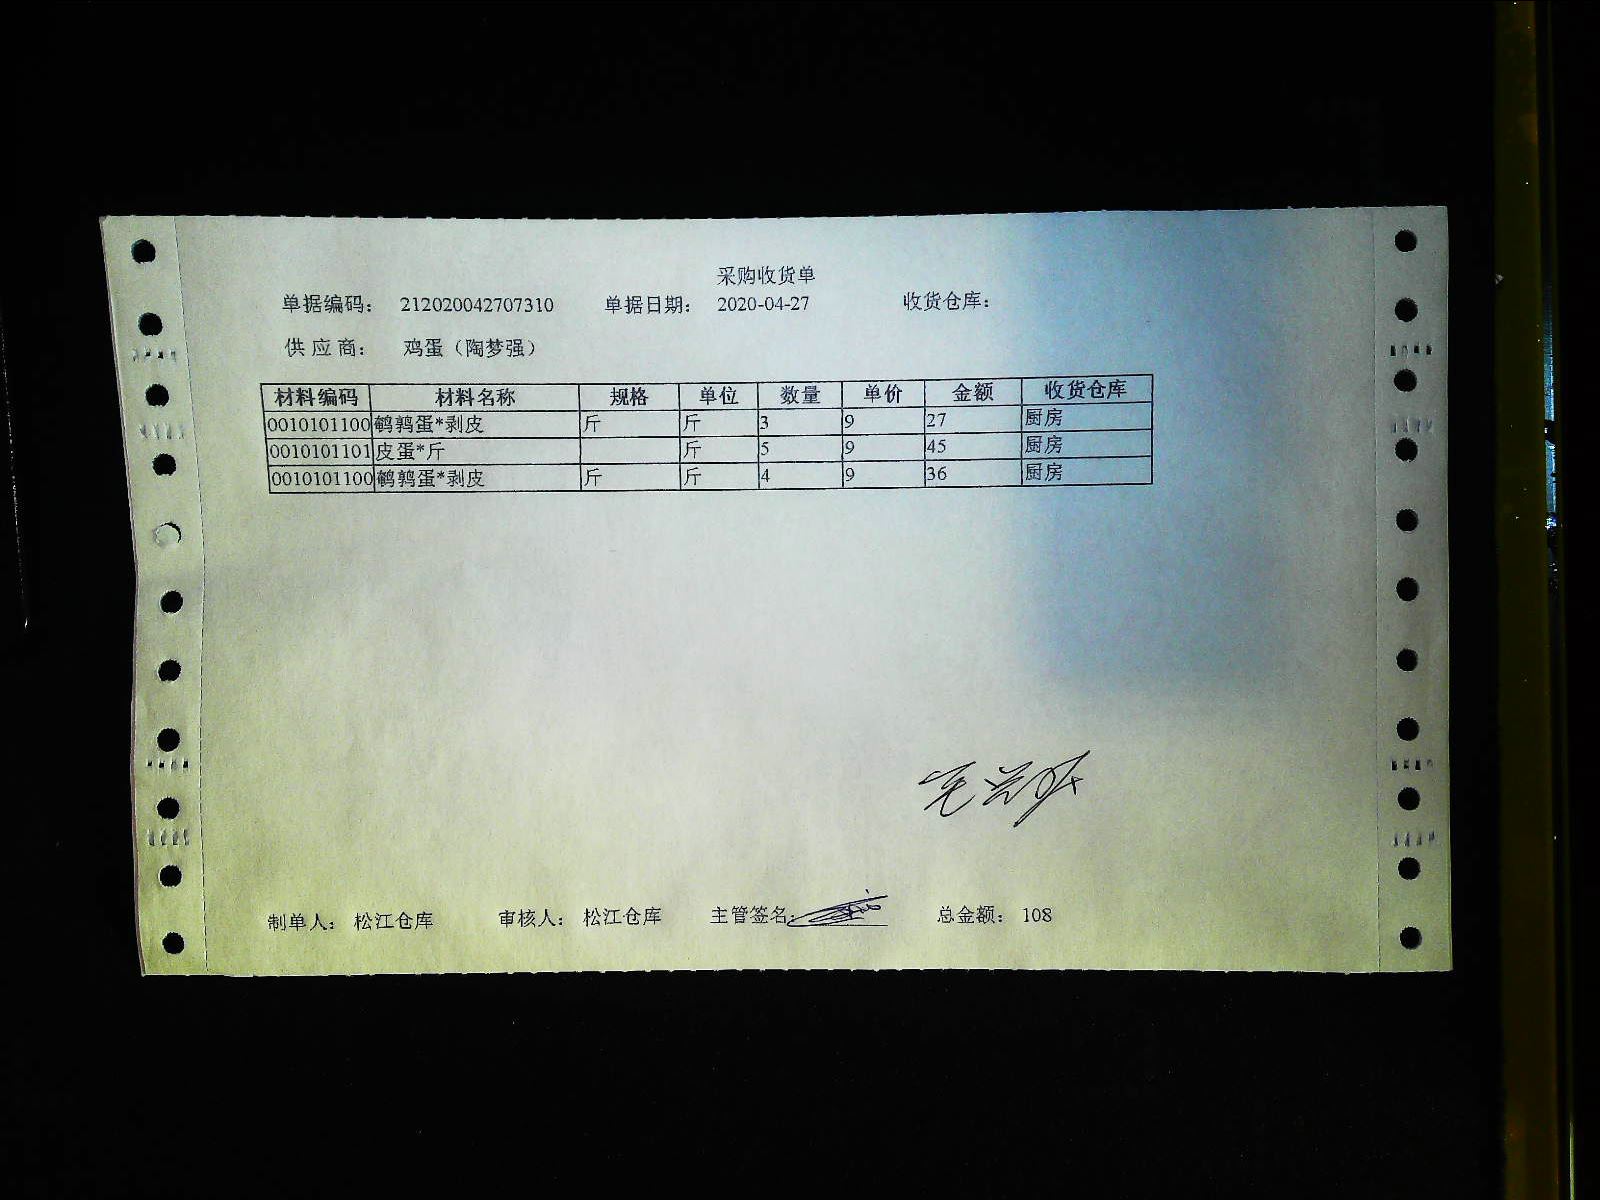 采购收货单
单据编码: 212020042707310 单据日期: 2020-04-27 收货仓库:
供应商: 鸡蛋（陶梦强）
材料编码 材料名称 规格 单位 数量 单价 金额 收货仓库
0010101100 鹌鹑蛋*剥皮 斤 斤 3 9 27 厨房
0010101101 皮蛋*斤 斤 5 9 45 厨房
0010101100 鹌鹑蛋*剥皮 斤 斤 4 9 36 厨房
制单人: 松江仓库 审核人: 松江仓库 主管签名: 总金额: 108